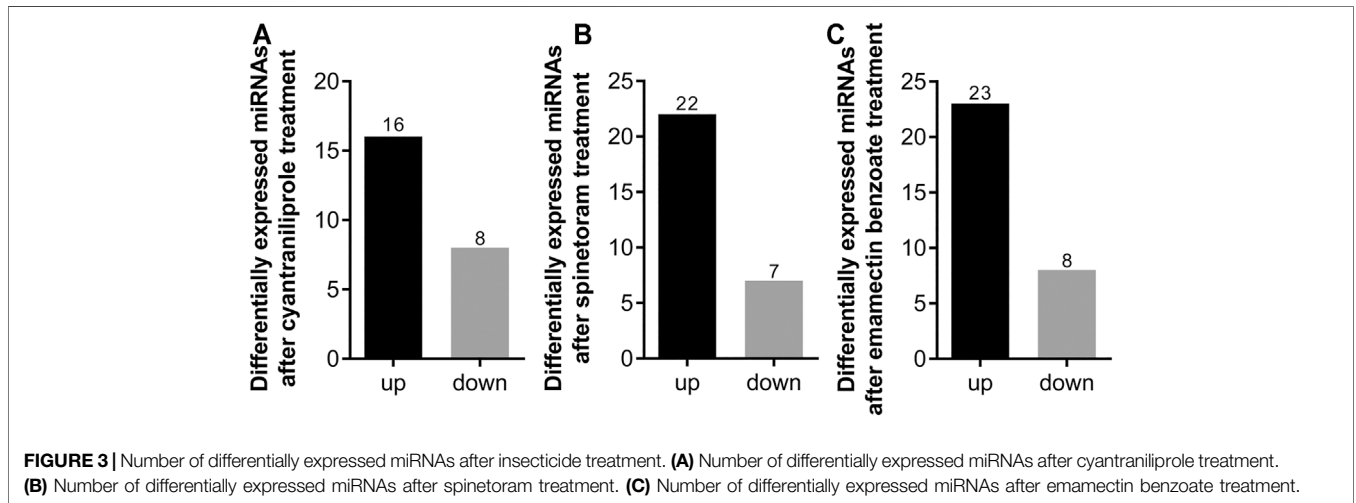 A
Differentially expressed miRNAs
after cyantraniliprole treatment
20
15
10
5
0
16
8
up down
B
Differentially expressed miRNAs
after spinetoram treatment
25
20
15
10
5
0
22
7
up down
C
Differentially expressed miRNAs
after emamectin benzoate treatment
25
20
15
10
5
0
23
8
up down
FIGURE 3 | Number of differentially expressed miRNAs after insecticide treatment. (A) Number of differentially expressed miRNAs after cyantraniliprole treatment.
(B) Number of differentially expressed miRNAs after spinetoram treatment. (C) Number of differentially expressed miRNAs after emamectin benzoate treatment.